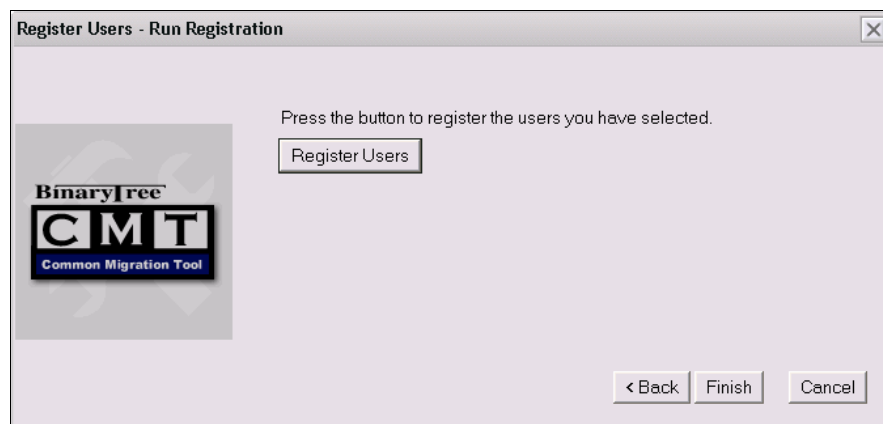 Register Users - Run Registration
Press the button to register the users you have selected.
Register Users
BinaryTree
CMT
Common Migration Tool
< Back Finish Cancel